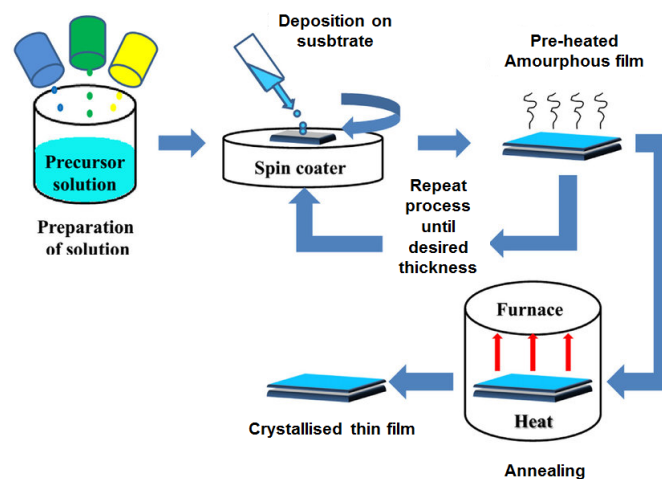 Deposition on
susbtrate
Pre-heated
Amourphous film
Precursor
solution
Spin coater
Preparation
of solution
Repeat
process
until
desired
thickness
Furnace
Heat
Crystallised thin film
Annealing